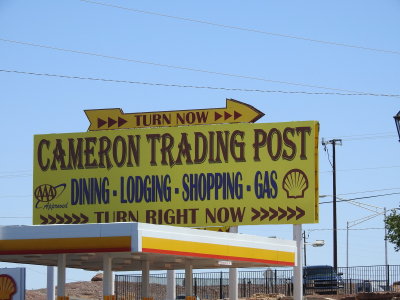 TURN NOW
CAMERON TRADING POST
AAA DINING - LODGING - SHOPPING - GAS
Approved
TURN RIGHT NOW